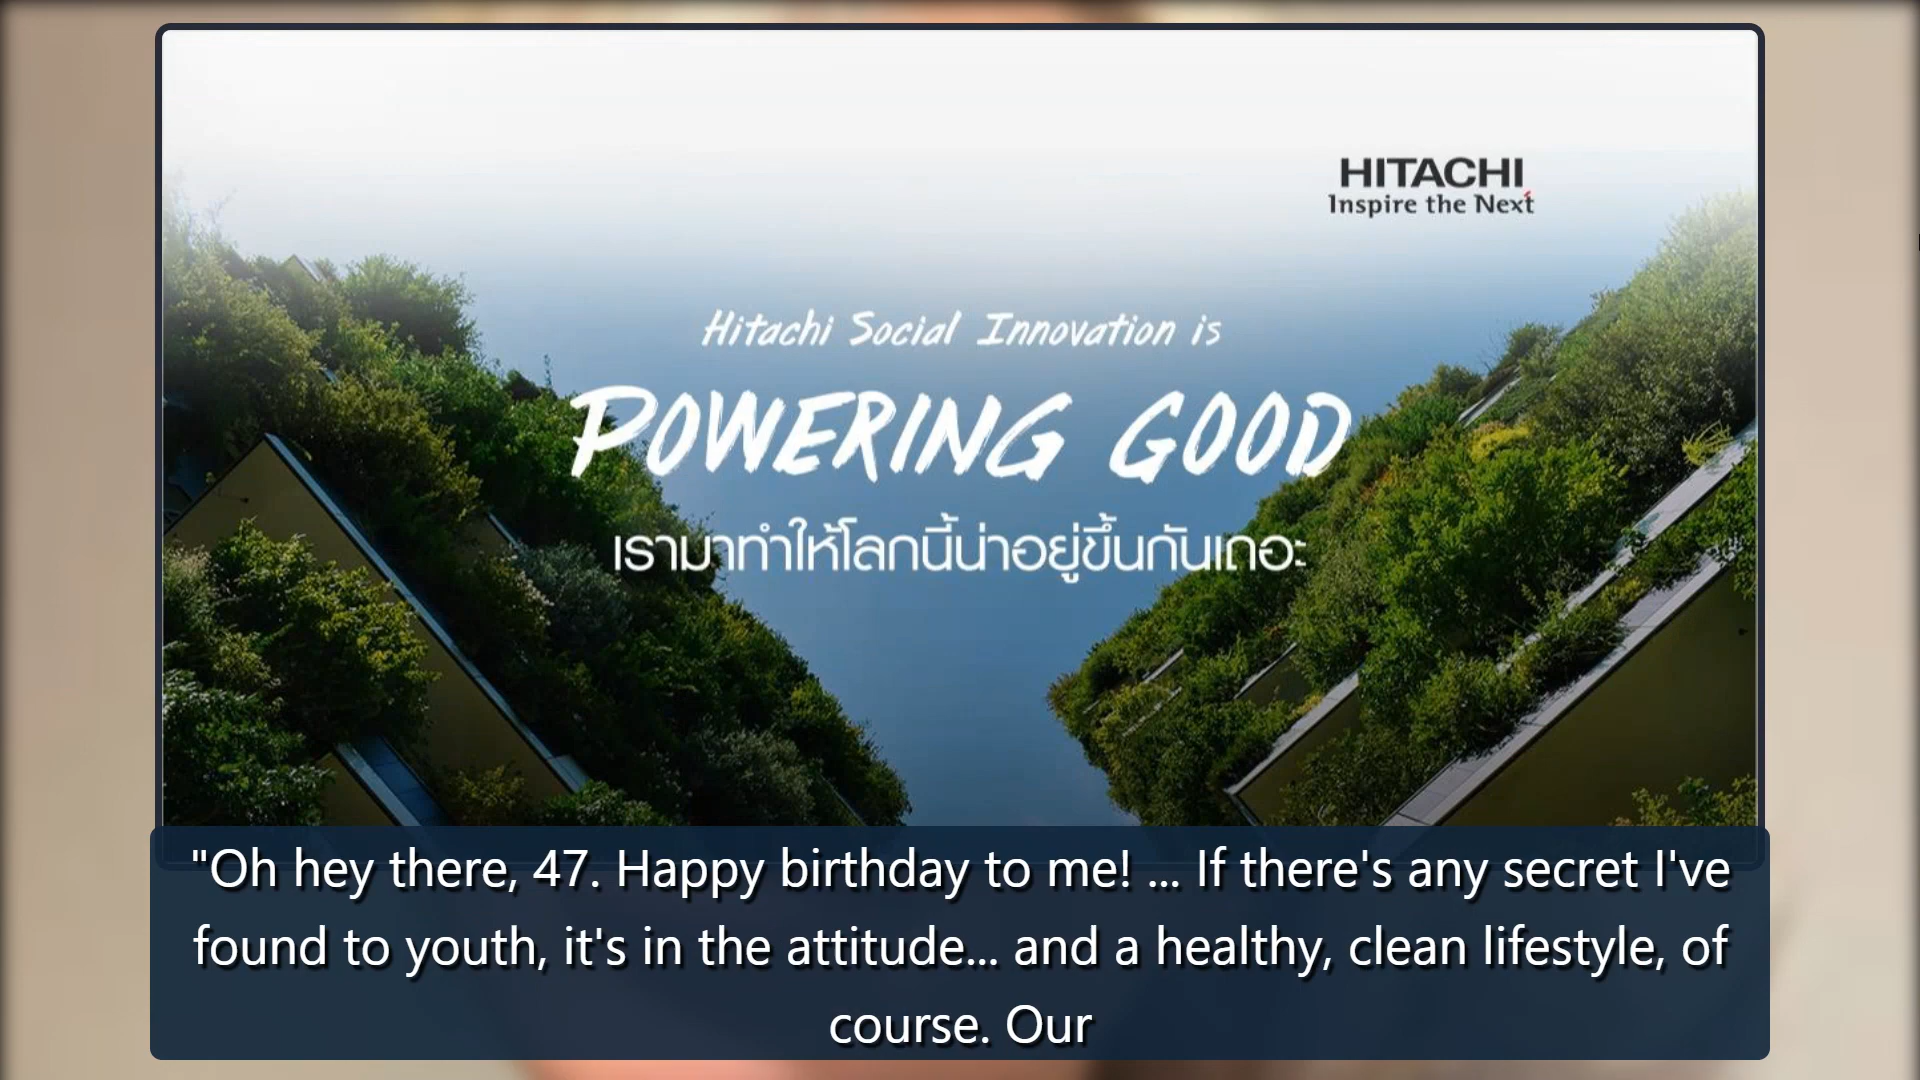 HITACHI
Inspire the Next
Hitachi Social Innovation is
POWERING GOOD
เรามาทำให้โลกนี้น่าอยู่ขึ้นกันเถอะ
"Oh hey there, 47. Happy birthday to me! ... If there's any secret I've
found to youth, it's in the attitude... and a healthy, clean lifestyle, of
course. Our